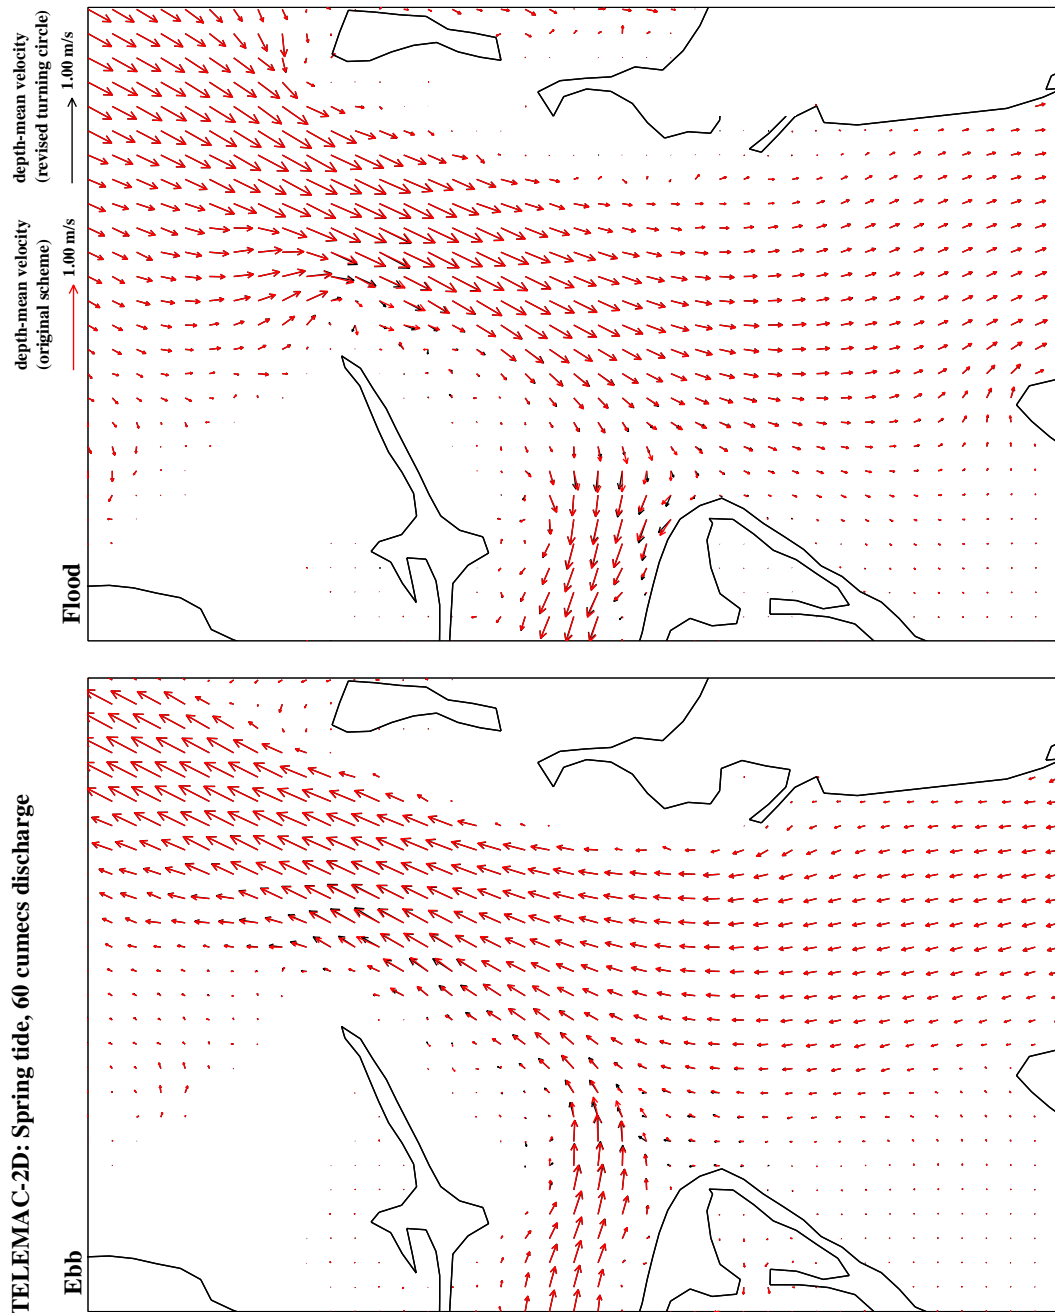 TELEMAC-2D: Spring tide, 60 cumecs discharge
Ebb
Flood
depth-mean velocity
(original scheme)
1.00 m/s
depth-mean velocity
(revised turning circle)
1.00 m/s